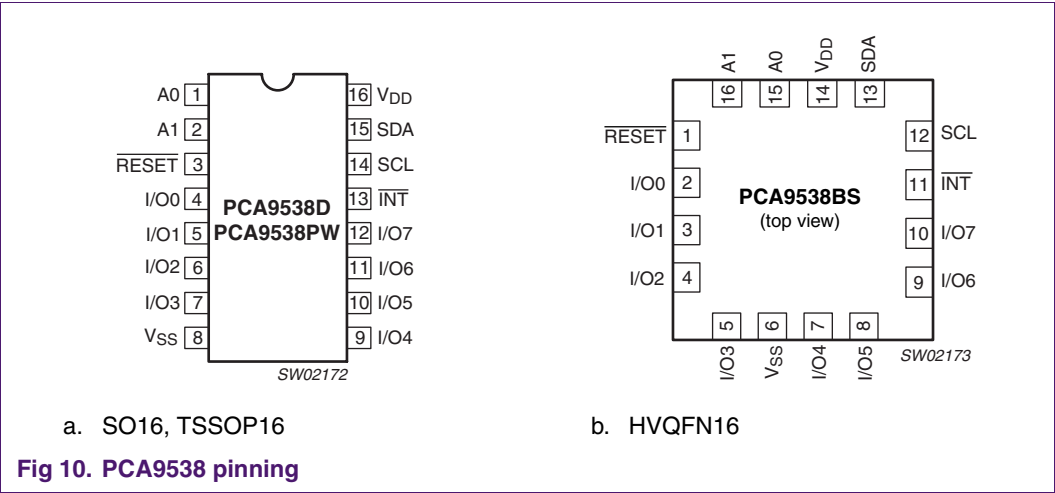 A0 1
A1 2
RESET 3
I/O0 4
I/O1 5
I/O2 6
I/O3 7
VSS 8
16 VDD
15 SDA
14 SCL
13 INT
12 I/O7
11 I/O6
10 I/O5
9 I/O4
PCA9538D
PCA9538PW
SW02172
a. SO16, TSSOP16
A1 A0 VDD SDA
16 15 14 13
RESET 1
I/O0 2
I/O1 3
I/O2 4
12 SCL
11 INT
10 I/O7
9 I/O6
PCA9538BS
(top view)
5 6 7 8
I/O3 VSS I/O4 I/O5
SW02173
b. HVQFN16
Fig 10. PCA9538 pinning